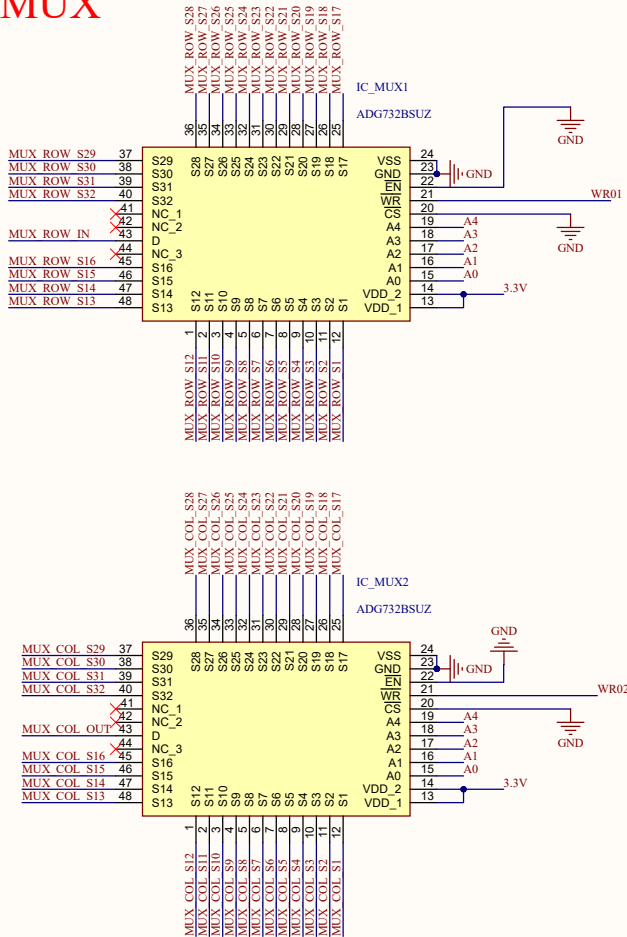 MUX
MUX_ROW_S28
MUX_ROW_S27
MUX_ROW_S26
MUX_ROW_S25
MUX_ROW_S24
MUX_ROW_S23
MUX_ROW_S22
MUX_ROW_S21
MUX_ROW_S20
MUX_ROW_S19
MUX_ROW_S18
MUX_ROW_S17
IC_MUX1
ADG732BSUZ
36 35 34 33 32 31 30 29 28 27 26 25
S28 S27 S26 S25 S24 S23 S22 S21 S20 S19 S18 S17
GND
MUX_ROW_S29 37 S29 VSS 24
MUX_ROW_S30 38 S30 GND 23 GND
MUX_ROW_S31 39 S31 EN 22
MUX_ROW_S32 40 S32 WR 21 WR01
41 NC_1 CS 20
42 NC_2 A4 19 A4
GND
MUX_ROW_IN 43 D A3 18 A3
44 NC_3 A2 17 A2
MUX_ROW_S16 45 S16 A1 16 A1
MUX_ROW_S15 46 S15 A0 15 A0
MUX_ROW_S14 47 S14 VDD_2 14 3.3V
MUX_ROW_S13 48 S13 VDD_1 13
S12 S11 S10 S9 S8 S7 S6 S5 S4 S3 S2 S1
1 2 3 4 5 6 7 8 9 10 11 12
MUX_ROW_S12
MUX_ROW_S11
MUX_ROW_S10
MUX_ROW_S9
MUX_ROW_S8
MUX_ROW_S7
MUX_ROW_S6
MUX_ROW_S5
MUX_ROW_S4
MUX_ROW_S3
MUX_ROW_S2
MUX_ROW_S1
MUX_COL_S28
MUX_COL_S27
MUX_COL_S26
MUX_COL_S25
MUX_COL_S24
MUX_COL_S23
MUX_COL_S22
MUX_COL_S21
MUX_COL_S20
MUX_COL_S19
MUX_COL_S18
MUX_COL_S17
IC_MUX2
ADG732BSUZ
36 35 34 33 32 31 30 29 28 27 26 25
S28 S27 S26 S25 S24 S23 S22 S21 S20 S19 S18 S17
GND
MUX_COL_S29 37 S29 VSS 24
MUX_COL_S30 38 S30 GND 23 GND
MUX_COL_S31 39 S31 EN 22
MUX_COL_S32 40 S32 WR 21 WR02
41 NC_1 CS 20
42 NC_2 A4 19 A4
GND
MUX_COL_OUT 43 D A3 18 A3
44 NC_3 A2 17 A2
MUX_COL_S16 45 S16 A1 16 A1
MUX_COL_S15 46 S15 A0 15 A0
MUX_COL_S14 47 S14 VDD_2 14 3.3V
MUX_COL_S13 48 S13 VDD_1 13
S12 S11 S10 S9 S8 S7 S6 S5 S4 S3 S2 S1
1 2 3 4 5 6 7 8 9 10 11 12
MUX_COL_S12
MUX_COL_S11
MUX_COL_S10
MUX_COL_S9
MUX_COL_S8
MUX_COL_S7
MUX_COL_S6
MUX_COL_S5
MUX_COL_S4
MUX_COL_S3
MUX_COL_S2
MUX_COL_S1